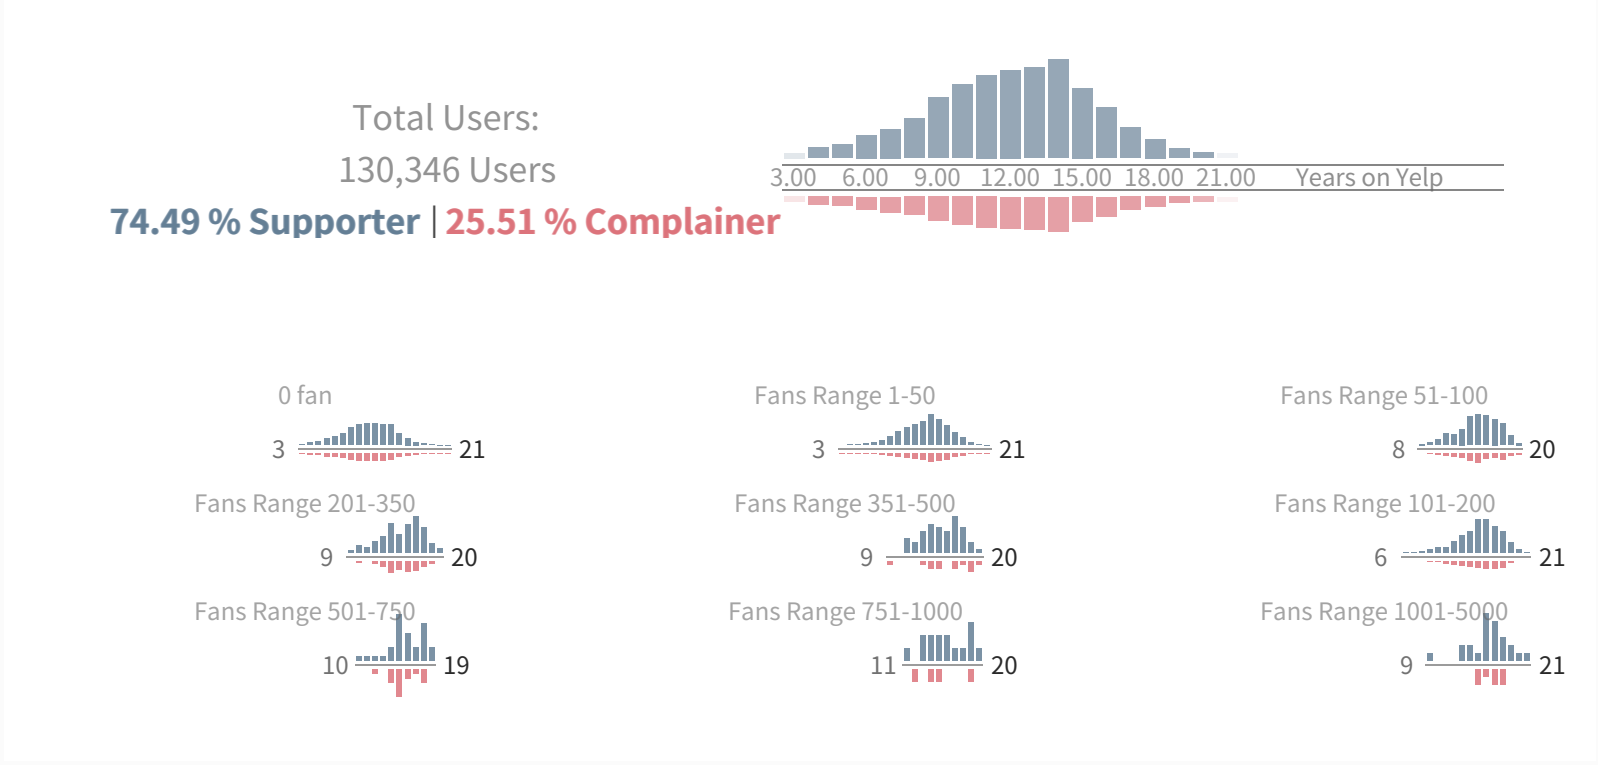 Total Users:
130,346 Users
74.49 % Supporter | 25.51 % Complainer
3.00 6.00 9.00 12.00 15.00 18.00 21.00 Years on Yelp
0 fan
3 21
Fans Range 1-50
3 21
Fans Range 51-100
8 20
Fans Range 201-350
9 20
Fans Range 351-500
9 20
Fans Range 101-200
6 21
Fans Range 501-750
10 19
Fans Range 751-1000
11 20
Fans Range 1001-5000
9 21